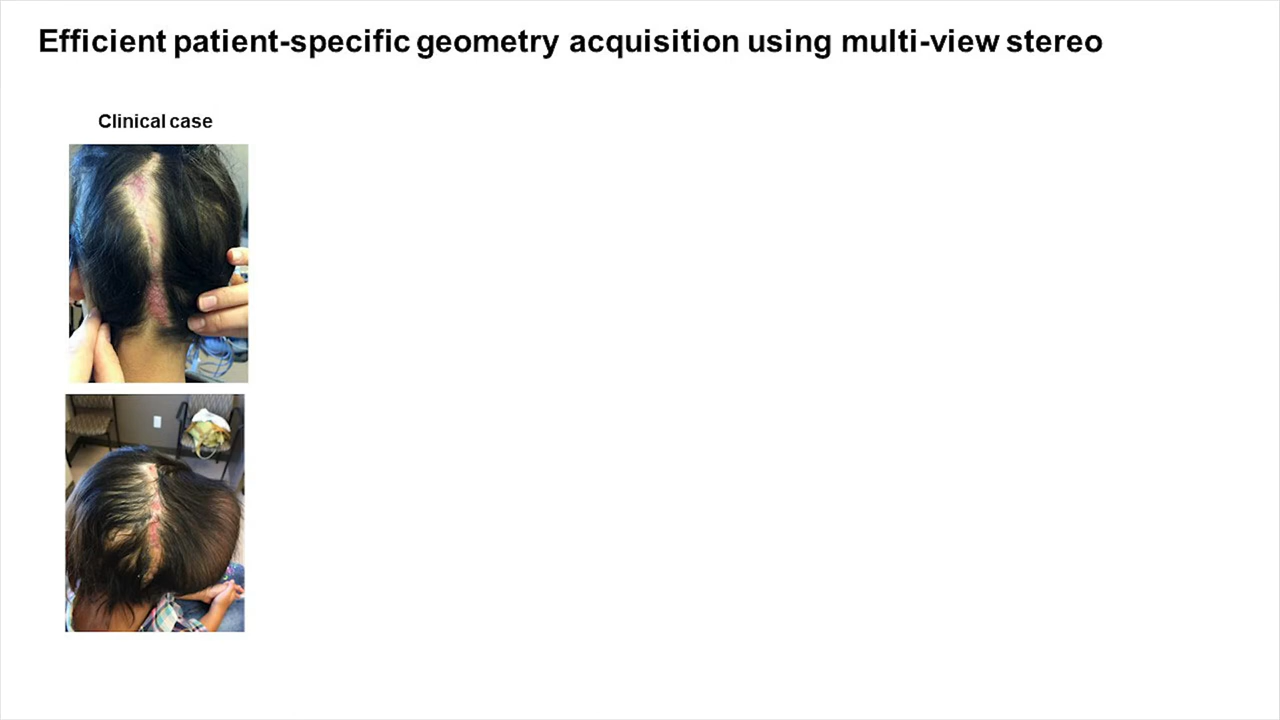 Efficient patient-specific geometry acquisition using multi-view stereo
Clinical case